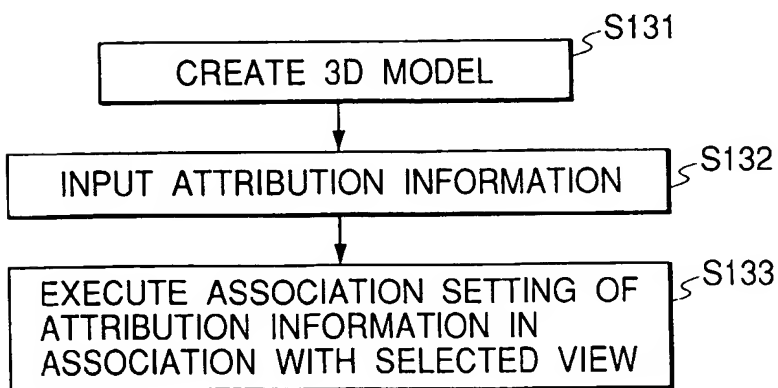 S131
CREATE 3D MODEL
S132
INPUT ATTRIBUTION INFORMATION
S133
EXECUTE ASSOCIATION SETTING OF
ATTRIBUTION INFORMATION IN
ASSOCIATION WITH SELECTED VIEW